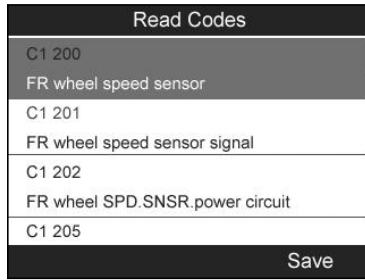 Read Codes
C1 200
FR wheel speed sensor
C1 201
FR wheel speed sensor signal
C1 202
FR wheel SPD.SNSR.power circuit
C1 205
Save